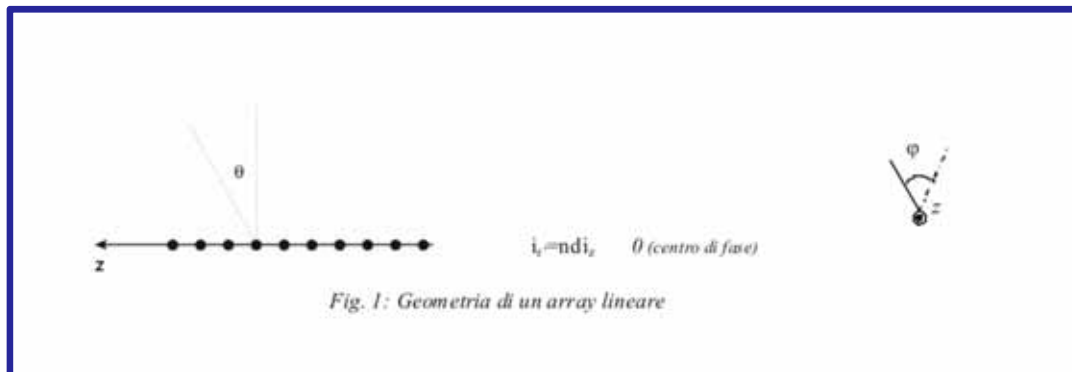 θ
φ
z
i_r=ndi_z 0 (centro di fase)
z
Fig. 1: Geometria di un array lineare